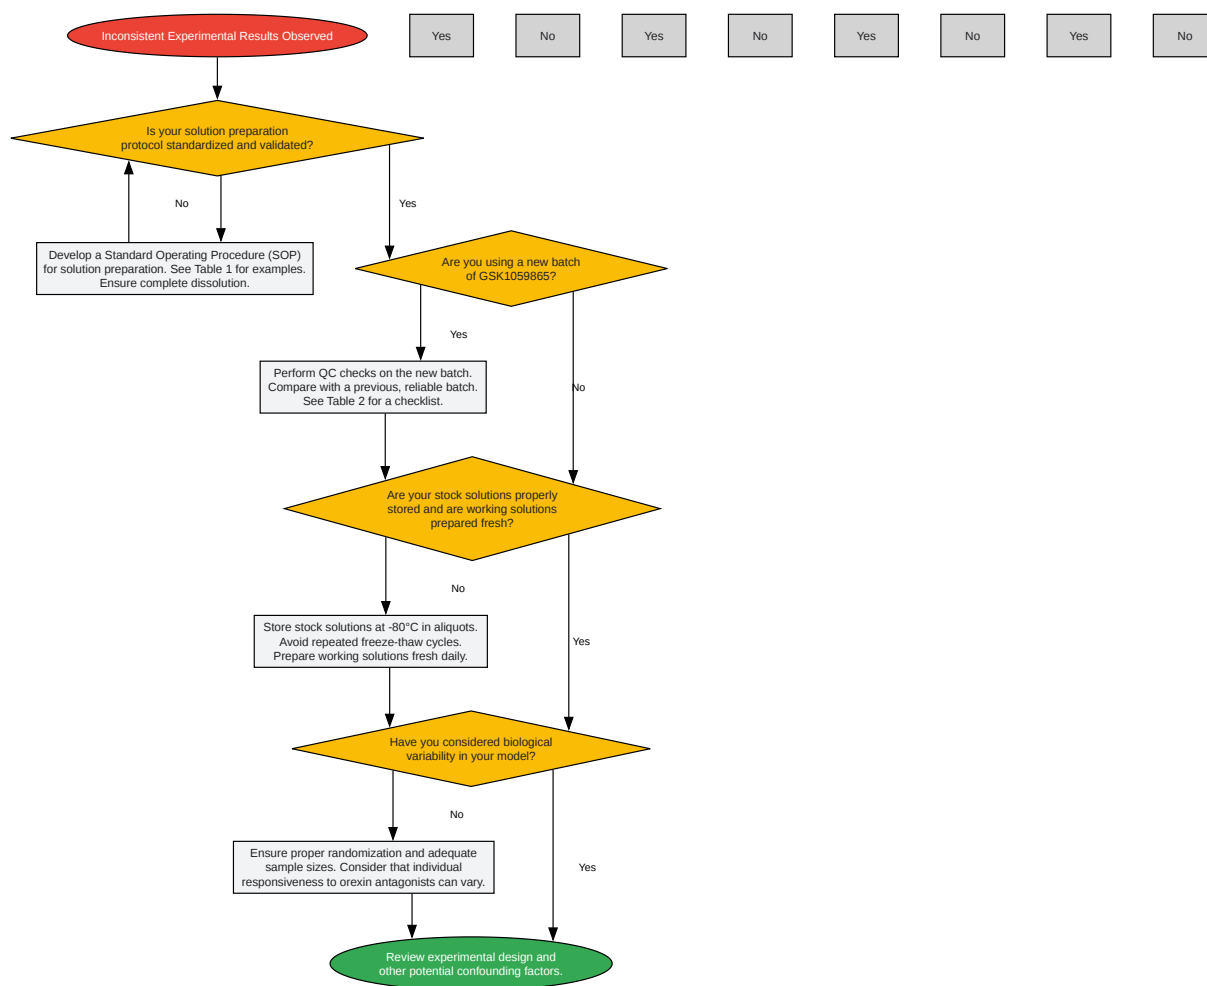 Inconsistent Experimental Results Observed
Yes
No
Yes
No
Yes
No
Yes
No
Is your solution preparation
protocol standardized and validated?
No
Yes
Develop a Standard Operating Procedure (SOP)
for solution preparation. See Table 1 for examples.
Ensure complete dissolution.
Are you using a new batch
of GSK1059865?
Yes
No
Perform QC checks on the new batch.
Compare with a previous, reliable batch.
See Table 2 for a checklist.
Are your stock solutions properly
stored and are working solutions
prepared fresh?
No
Yes
Store stock solutions at -80°C in aliquots.
Avoid repeated freeze-thaw cycles.
Prepare working solutions fresh daily.
Have you considered biological
variability in your model?
No
Yes
Ensure proper randomization and adequate
sample sizes. Consider that individual
responsiveness to orexin antagonists can vary.
Review experimental design and
other potential confounding factors.